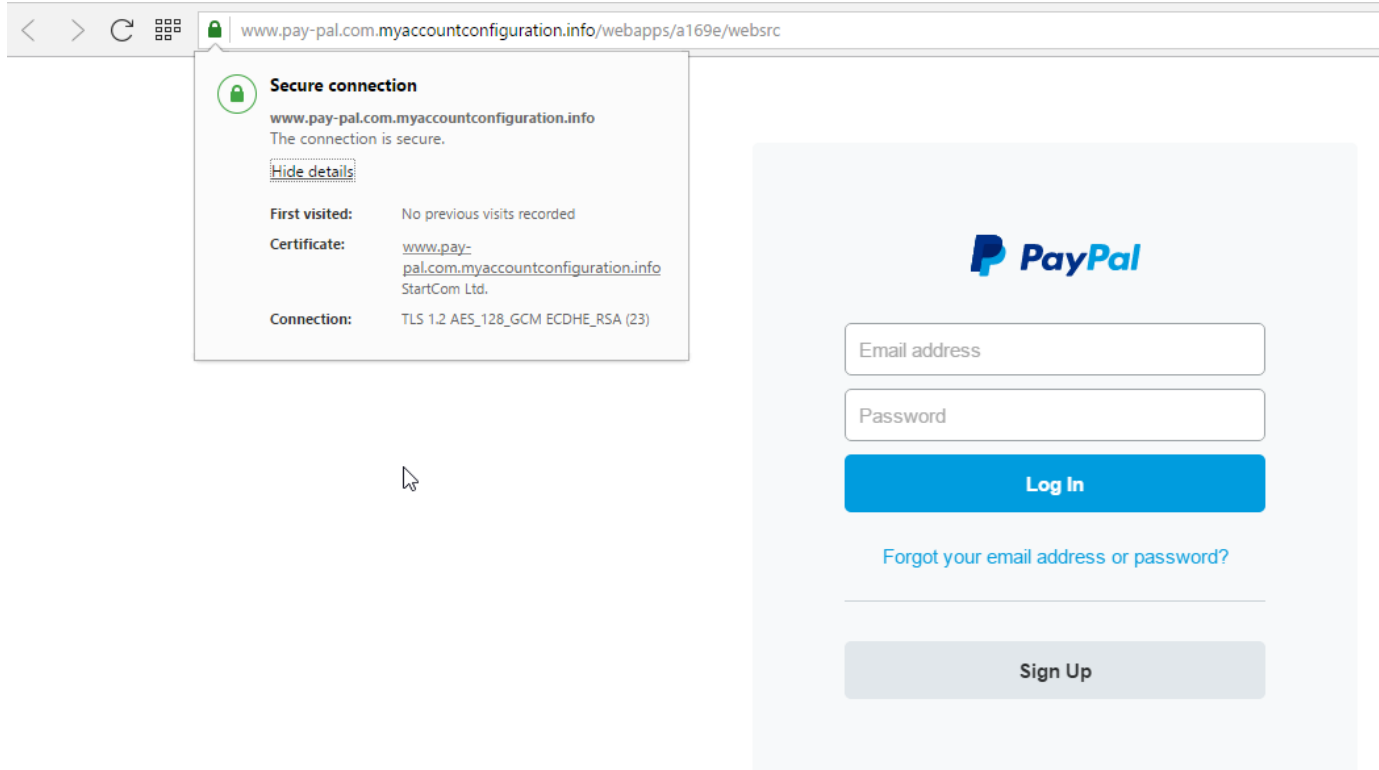 www.pay-pal.com.myaccountconfiguration.info/webapps/a169e/websrc
Secure connection
www.pay-pal.com.myaccountconfiguration.info
The connection is secure.
Hide details
First visited: No previous visits recorded
Certificate: www.pay-
pal.com.myaccountconfiguration.info
StartCom Ltd.
Connection: TLS 1.2 AES_128_GCM ECDHE_RSA (23)
PayPal
Email address
Password
Log In
Forgot your email address or password?
Sign Up